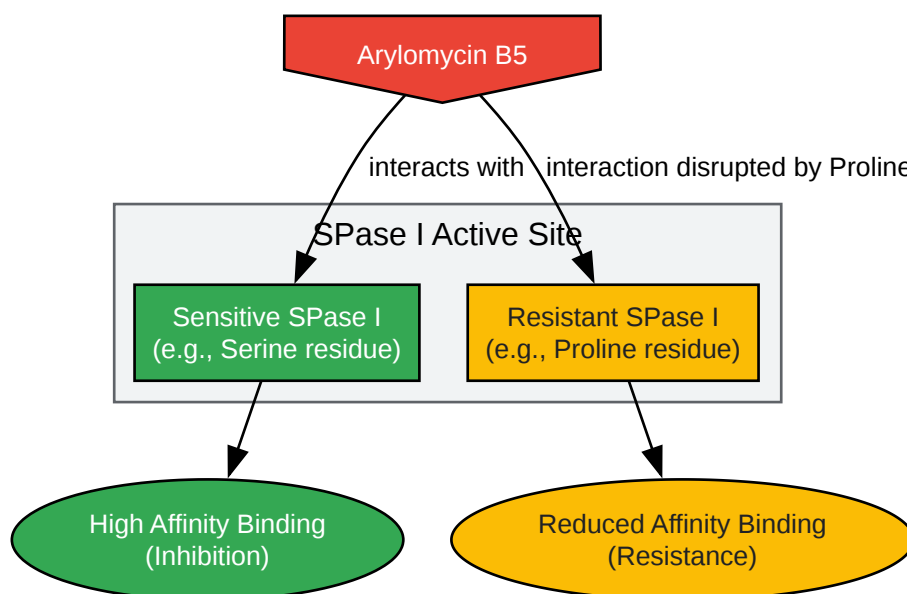 Arylomycin B5
interacts with
interaction disrupted by Proline
SPase I Active Site
Sensitive SPase I
(e.g., Serine residue)
Resistant SPase I
(e.g., Proline residue)
High Affinity Binding
(Inhibition)
Reduced Affinity Binding
(Resistance)